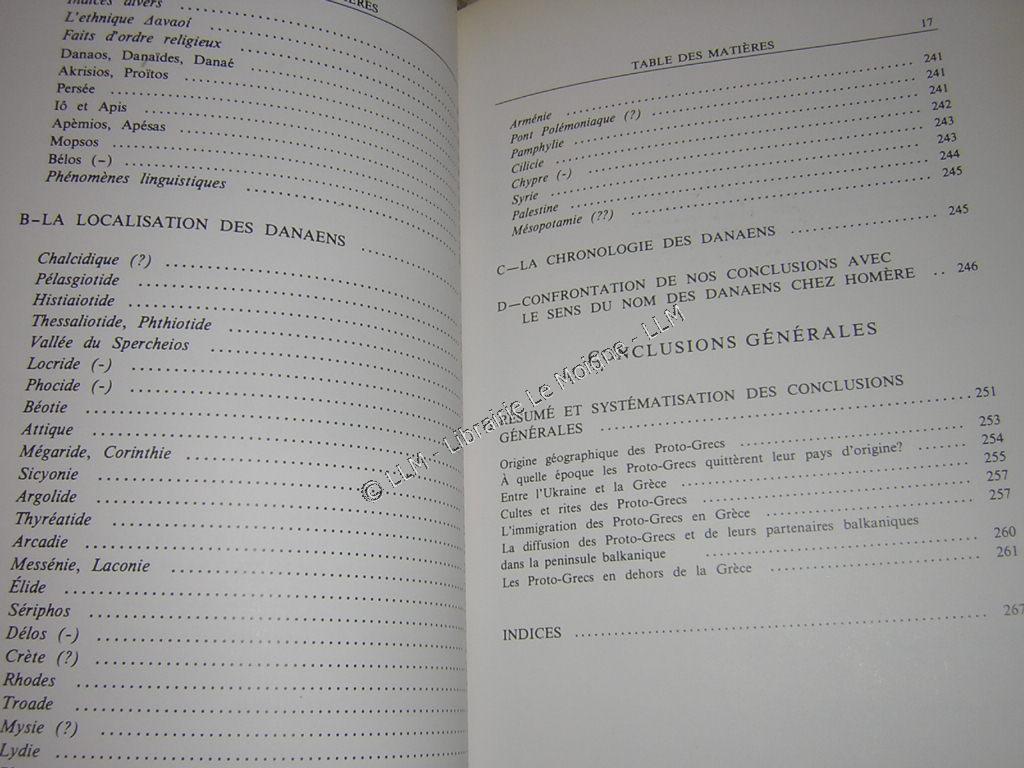 Indices divers
L'ethnique Δαναοί
Faits d'ordre religieux
Danaos, Danaïdes, Danaé
Akrisios, Proïtos
Persée
Iô et Apis
Apèmios, Apésas
Mopsos
Bélos (–)
Phénomènes linguistiques
B–LA LOCALISATION DES DANAENS
Chalcidique (?)
Pélasgiotide
Histiaiotide
Thessaliotide, Phthiotide
Vallée du Spercheios
Locride (-)
Phocide (-)
Béotie
Attique
Mégaride, Corinthie
Sicyonie
Argolide
Thyréatide
Arcadie
Messénie, Laconie
Élide
Sériphos
Délos (-)
Crète (?)
Rhodes
Troade
Mysie (?)
Lydie
TABLE DES MATIÈRES 17
Arménie 241
Pont Polémoniaque (?) 241
Pamphylie 241
Cilicie 242
Chypre (-) 243
Syrie 243
Palestine 244
Mésopotamie (??) 245
C—LA CHRONOLOGIE DES DANAENS 245
D—CONFRONTATION DE NOS CONCLUSIONS AVEC
LE SENS DU NOM DES DANAENS CHEZ HOMÈRE .. 246
CONCLUSIONS GÉNÉRALES
RÉSUMÉ ET SYSTÉMATISATION DES CONCLUSIONS
GÉNÉRALES 251
Origine géographique des Proto-Grecs 253
À quelle époque les Proto-Grecs quittèrent leur pays d'origine? 254
Entre l'Ukraine et la Grèce 255
Cultes et rites des Proto-Grecs 257
L'immigration des Proto-Grecs en Grèce 257
La diffusion des Proto-Grecs et de leurs partenaires balkaniques
dans la peninsule balkanique 260
Les Proto-Grecs en dehors de la Grèce 261
INDICES 267
© LLM - Librairie Le Moigne - LLM